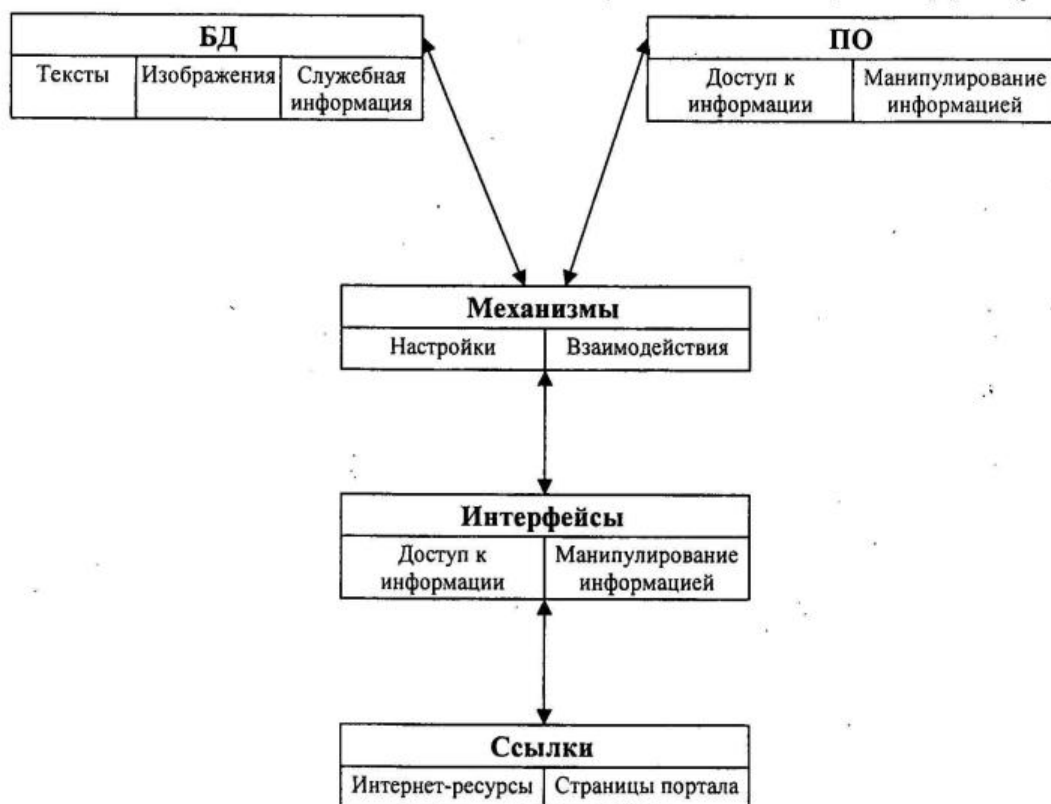 БД
Тексты
Изображения
Служебная
информация
ПО
Доступ к
информации
Манипулирование
информацией
Механизмы
Настройки
Взаимодействия
Интерфейсы
Доступ к
информации
Манипулирование
информацией
Ссылки
Интернет-ресурсы
Страницы портала